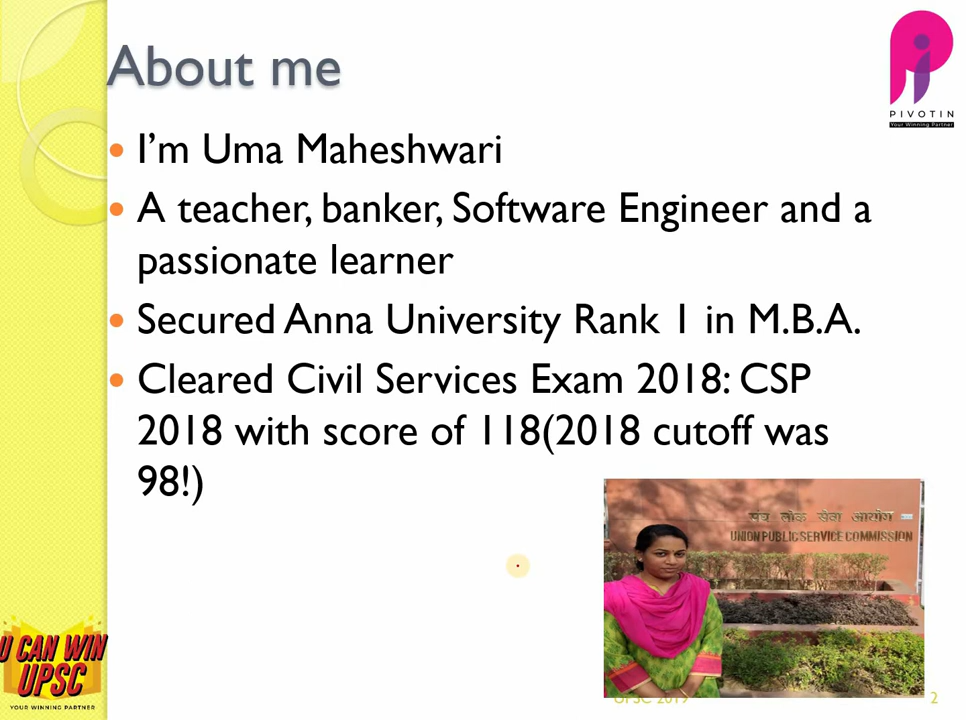 About me
PIVOTIN
Your Winning Partner
• I’m Uma Maheshwari
• A teacher, banker, Software Engineer and a
passionate learner
• Secured Anna University Rank 1 in M.B.A.
• Cleared Civil Services Exam 2018: CSP
2018 with score of 118(2018 cutoff was
98!)
संघ लोक सेवा आयोग
UNION PUBLIC SERVICE COMMISSION
U CAN WIN
UPSC
YOUR WINNING PARTNER
UPSC 2019
2